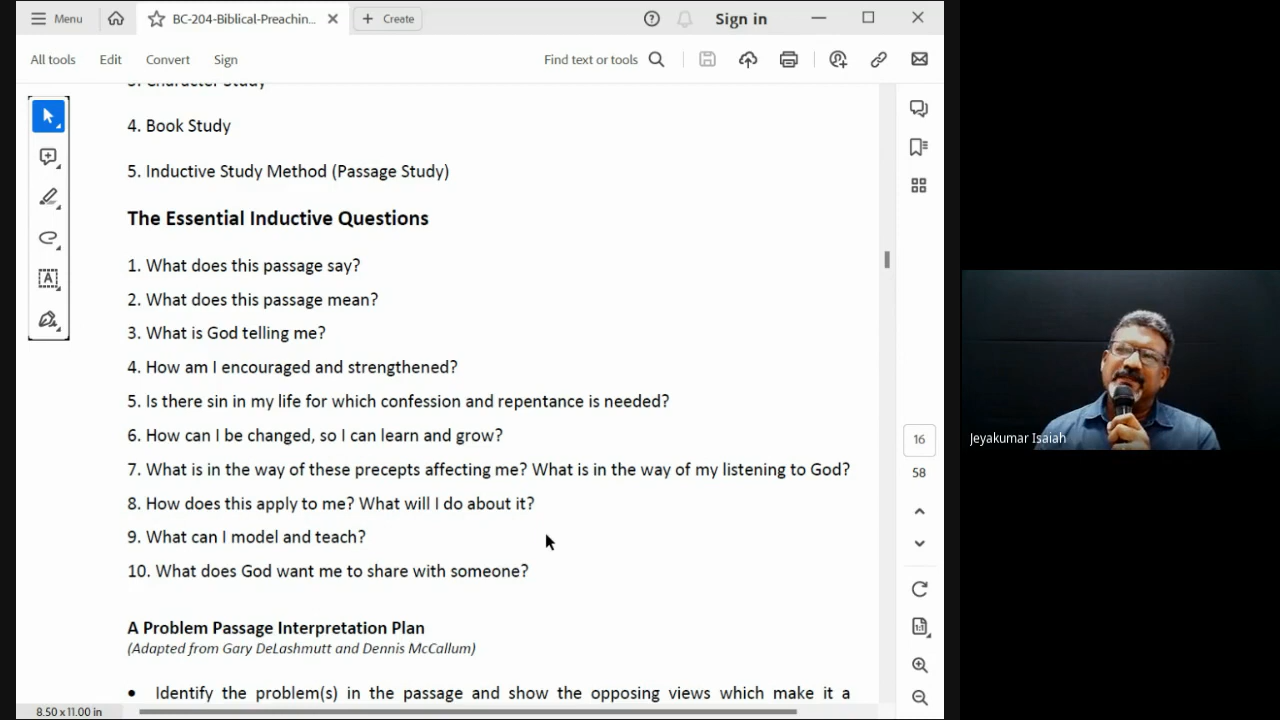 Menu
BC-204-Biblical-Preachin...
Create
Sign in
All tools
Edit
Convert
Sign
Find text or tools
3. Character Study
4. Book Study
5. Inductive Study Method (Passage Study)
The Essential Inductive Questions
1. What does this passage say?
2. What does this passage mean?
3. What is God telling me?
4. How am I encouraged and strengthened?
5. Is there sin in my life for which confession and repentance is needed?
6. How can I be changed, so I can learn and grow?
7. What is in the way of these precepts affecting me? What is in the way of my listening to God?
8. How does this apply to me? What will I do about it?
9. What can I model and teach?
10. What does God want me to share with someone?
A Problem Passage Interpretation Plan
(Adapted from Gary DeLashmutt and Dennis McCallum)
• Identify the problem(s) in the passage and show the opposing views which make it a
8.50 x 11.00 in
16
58
1:1
Jeyakumar Isaiah